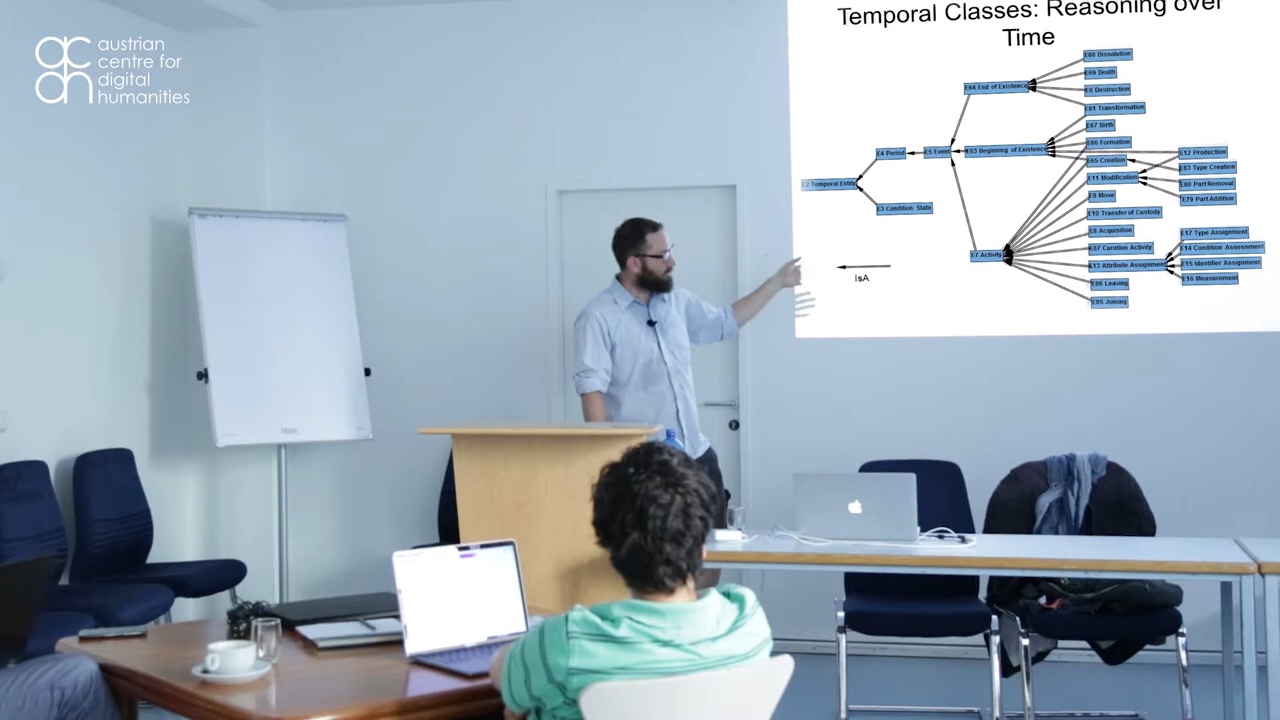 austrian
centre for
digital
humanities
Temporal Classes: Reasoning over
Time
E68 Dissolution
E69 Death
E64 End of Existence
E6 Destruction
E81 Transformation
E67 Birth
E66 Formation
E4 Period
E5 Event
E63 Beginning of Existence
E12 Production
E65 Creation
E83 Type Creation
E11 Modification
E80 Part Removal
E2 Temporal Entity
E9 Move
E79 Part Addition
E3 Condition State
E10 Transfer of Custody
E8 Acquisition
E17 Type Assignment
E87 Curation Activity
E14 Condition Assessment
E7 Activity
E13 Attribute Assignment
E15 Identifier Assignment
IsA
E16 Measurement
E86 Leaving
E85 Joining